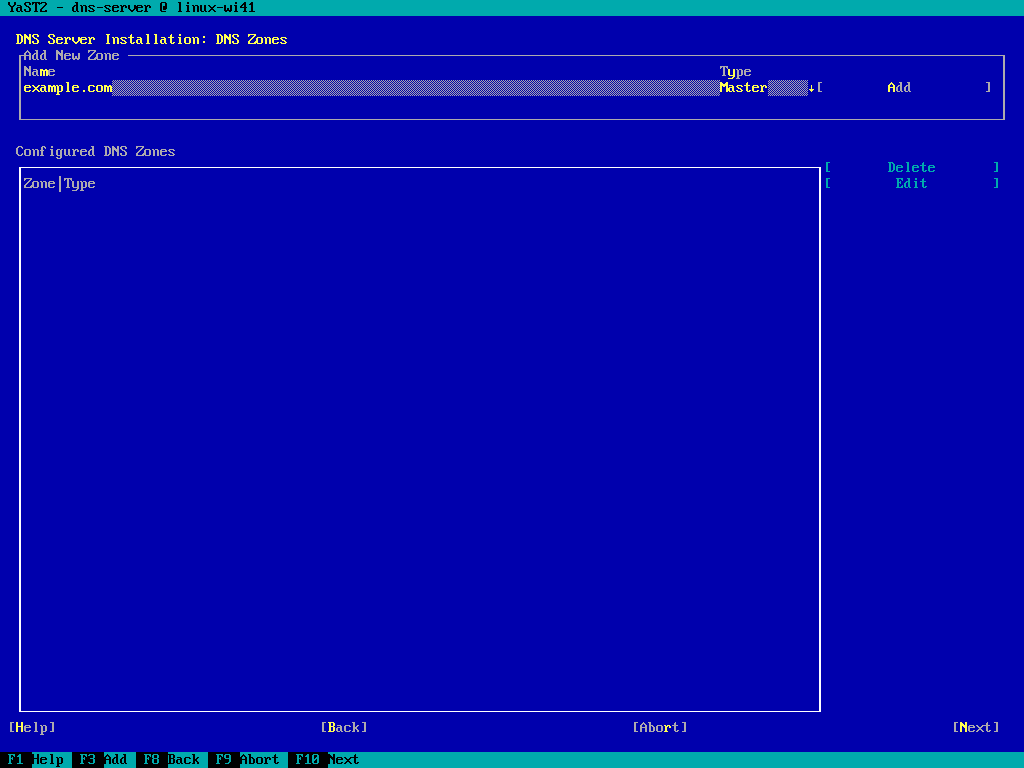 YaST2 - dns-server @ linux-wi41
DNS Server Installation: DNS Zones
Add New Zone
Name Type
example.com Master ↓[ Add ]
Configured DNS Zones
[ Delete ]
Zone|Type [ Edit ]
[Help] [Back] [Abort] [Next]
F1 Help F3 Add F8 Back F9 Abort F10 Next